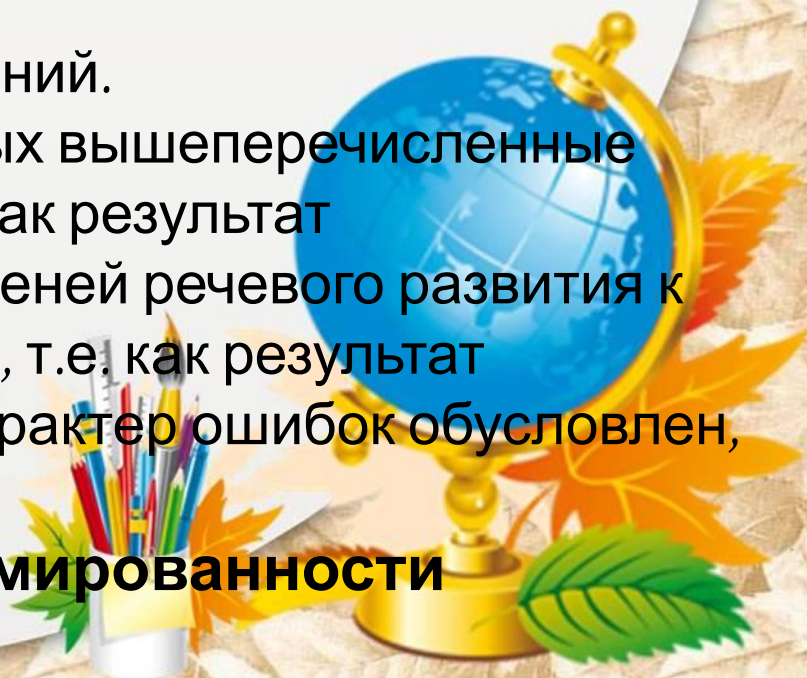 ний.
ых вышеперечисленные
ак результат
еней речевого развития к
, т.е. как результат
рактер ошибок обусловлен,
мированности